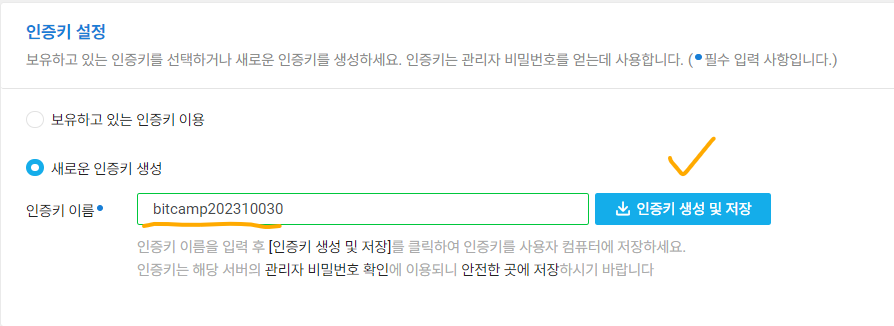 인증키 설정
보유하고 있는 인증키를 선택하거나 새로운 인증키를 생성하세요. 인증키는 관리자 비밀번호를 얻는데 사용합니다. (•필수 입력 사항입니다.)
보유하고 있는 인증키 이용
새로운 인증키 생성
인증키 이름• bitcamp202310030 인증키 생성 및 저장
인증키 이름을 입력 후 [인증키 생성 및 저장]를 클릭하여 인증키를 사용자 컴퓨터에 저장하세요.
인증키는 해당 서버의 관리자 비밀번호 확인에 이용되니 안전한 곳에 저장하시기 바랍니다